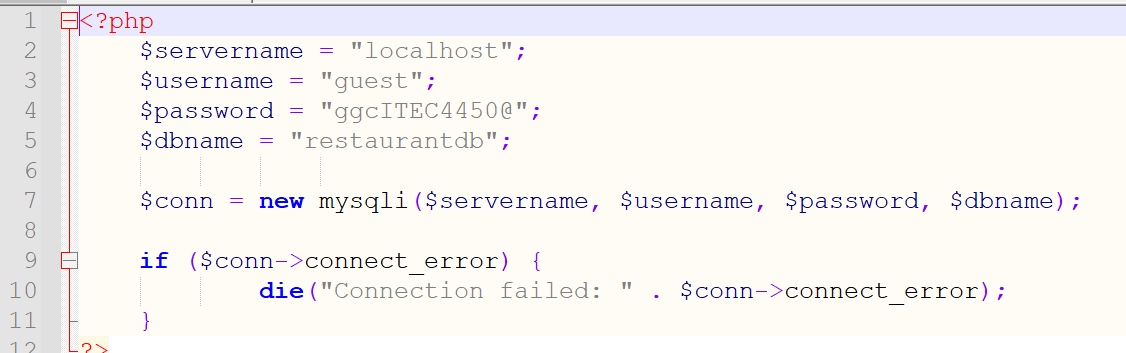 1 <?php
2 $servername = "localhost";
3 $username = "guest";
4 $password = "ggcITEC4450@";
5 $dbname = "restaurantdb";
6
7 $conn = new mysqli($servername, $username, $password, $dbname);
8
9 if ($conn->connect_error) {
10 die("Connection failed: " . $conn->connect_error);
11 }
12 ?>